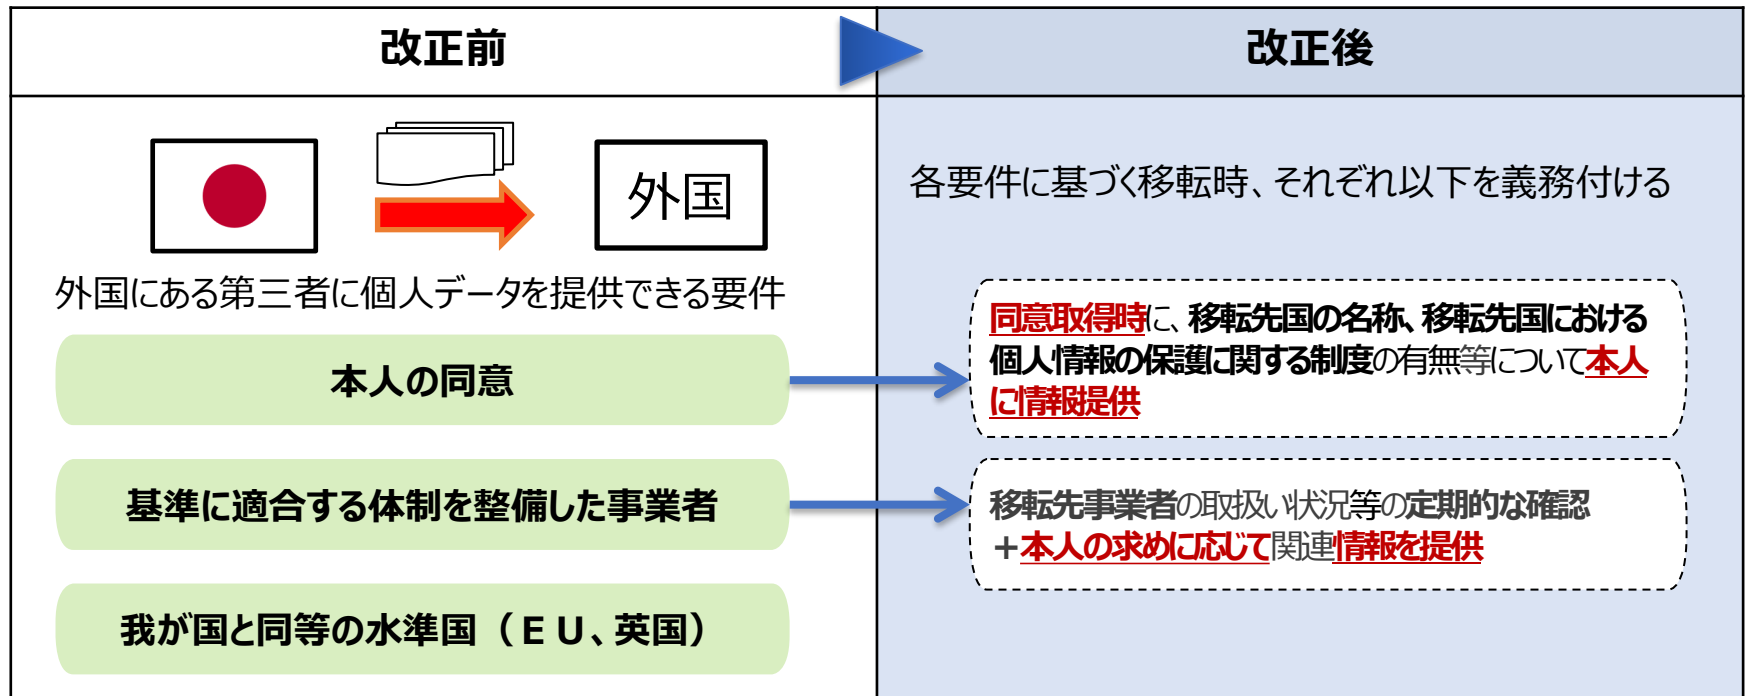 改正前
改正後
外国
外国にある第三者に個人データを提供できる要件
本人の同意
基準に適合する体制を整備した事業者
我が国と同等の水準国（ＥＵ、英国）
各要件に基づく移転時、それぞれ以下を義務付ける
同意取得時に、移転先国の名称、移転先国における
個人情報の保護に関する制度の有無等について本人
に情報提供
移転先事業者の取扱い状況等の定期的な確認
＋本人の求めに応じて関連情報を提供